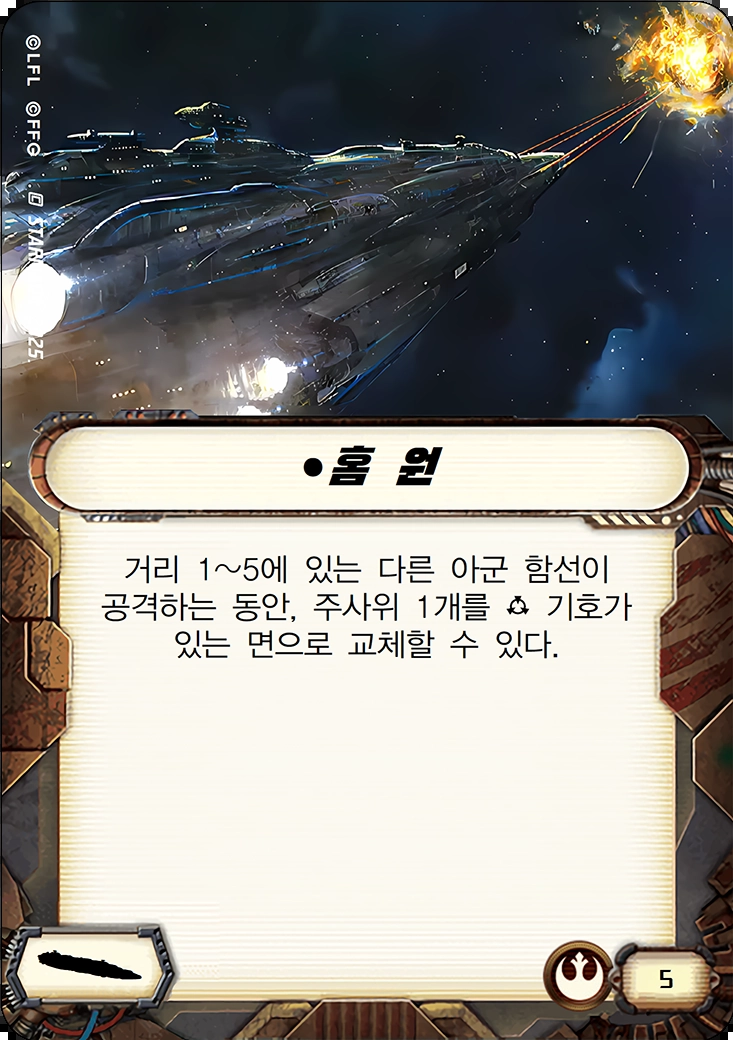 ©LFL ©FFG
●홈 원
거리 1~5에 있는 다른 아군 함선이
공격하는 동안, 주사위 1개를 기호가
있는 면으로 교체할 수 있다.
5